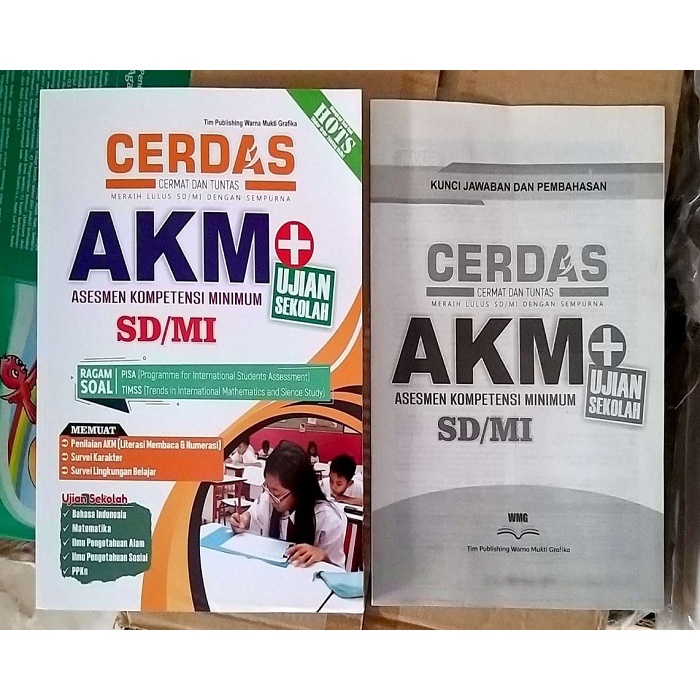 Tim Publishing Warna Mukti Grafika
HOTS
CERDAS
CERMAT DAN TUNTAS
MERAIH LULUS SD/MI DENGAN SEMPURNA
AKM+
UJIAN
SEKOLAH
ASESMEN KOMPETENSI MINIMUM
SD/MI
RAGAM
SOAL
PISA (Programme for International Students Assessment)
TIMSS (Trends in International Mathematics and Sience Study)
MEMUAT
Penilaian AKM (Literasi Membaca & Numerasi)
Survei Karakter
Survei Lingkungan Belajar
Ujian Sekolah
Bahasa Indonesia
Matematika
Ilmu Pengetahuan Alam
Ilmu Pengetahuan Sosial
PPKn
KUNCI JAWABAN DAN PEMBAHASAN
CERDAS
CERMAT DAN TUNTAS
MERAIH LULUS SD/MI DENGAN SEMPURNA
AKM+
UJIAN
SEKOLAH
ASESMEN KOMPETENSI MINIMUM
SD/MI
WMG
Tim Publishing Warna Mukti Grafika